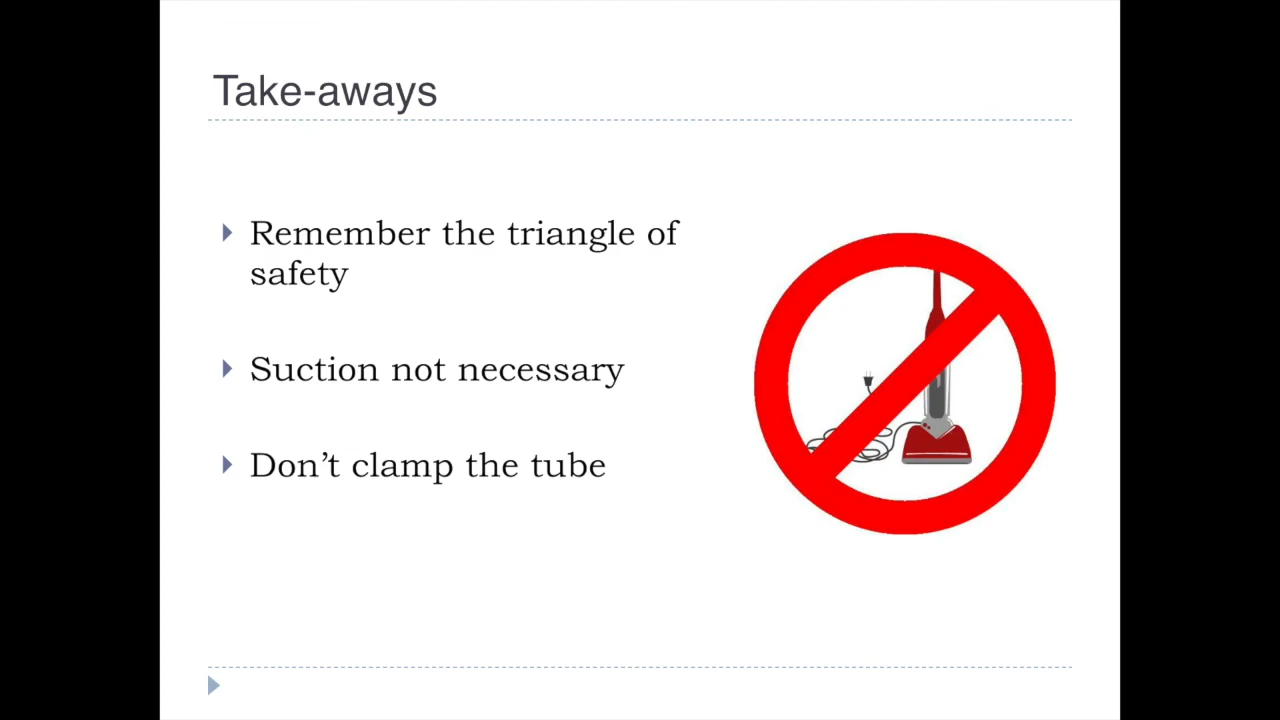 Take-aways
Remember the triangle of
safety
Suction not necessary
Don’t clamp the tube